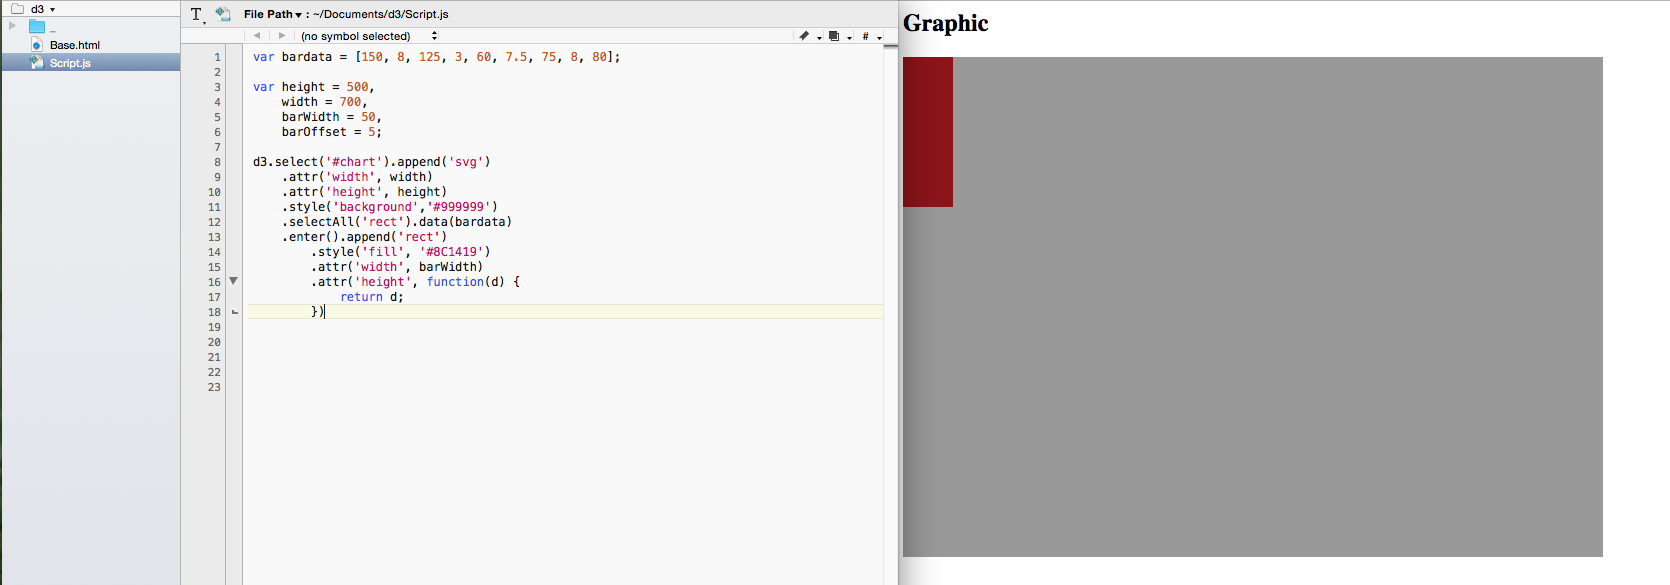 d3
_
Base.html
Script.js
T File Path : ~/Documents/d3/Script.js
(no symbol selected) #
1 var bardata = [150, 8, 125, 3, 60, 7.5, 75, 8, 80];
2
3 var height = 500,
4     width = 700,
5     barWidth = 50,
6     barOffset = 5;
7
8 d3.select('#chart').append('svg')
9     .attr('width', width)
10     .attr('height', height)
11     .style('background','#999999')
12     .selectAll('rect').data(bardata)
13     .enter().append('rect')
14         .style('fill', '#8C1419')
15         .attr('width', barWidth)
16         .attr('height', function(d) {
17             return d;
18         })
19
20
21
22
23
Graphic